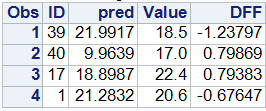 Obs ID pred Value DFF
1 39 21.9917 18.5 -1.23797
2 40 9.9639 17.0 0.79869
3 17 18.8987 22.4 0.79383
4 1 21.2832 20.6 -0.67647